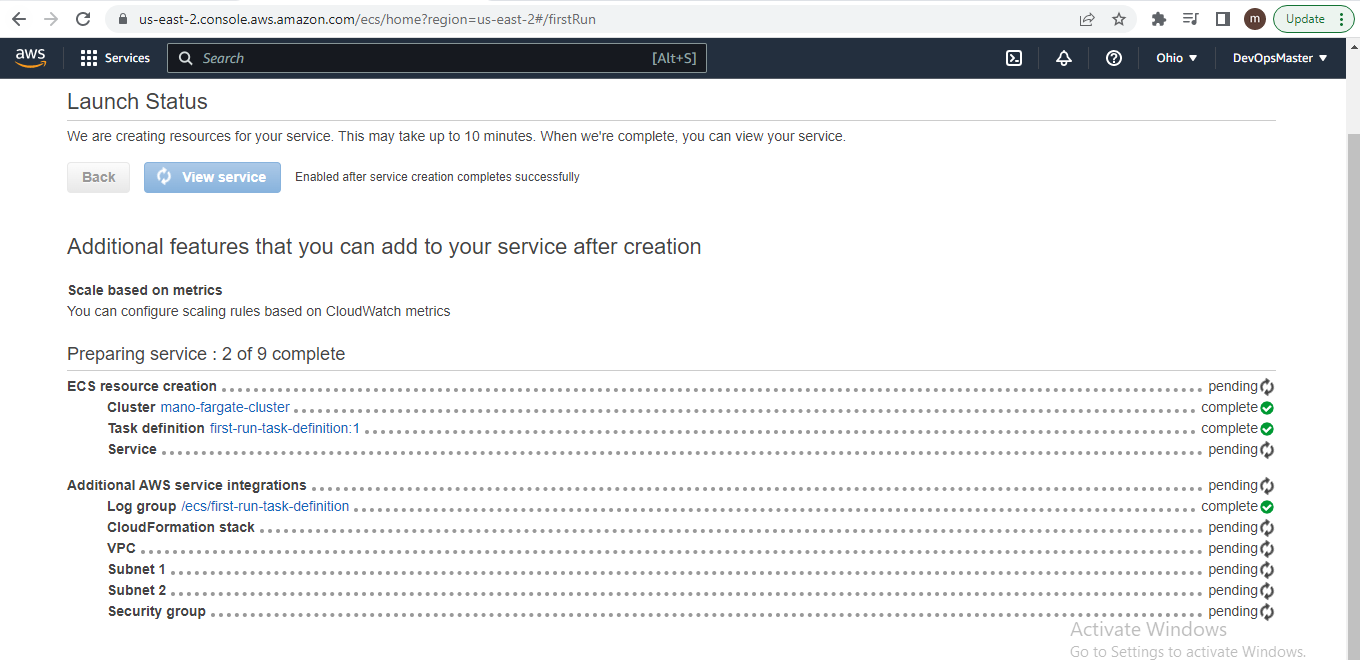 us-east-2.console.aws.amazon.com/ecs/home?region=us-east-2#/firstRun
m
Update
aws
Services
Search
[Alt+S]
Ohio
DevOpsMaster
Launch Status
We are creating resources for your service. This may take up to 10 minutes. When we're complete, you can view your service.
Back
View service
Enabled after service creation completes successfully
Additional features that you can add to your service after creation
Scale based on metrics
You can configure scaling rules based on CloudWatch metrics
Preparing service : 2 of 9 complete
ECS resource creation pending
Cluster mano-fargate-cluster complete
Task definition first-run-task-definition:1 complete
Service pending
Additional AWS service integrations pending
Log group /ecs/first-run-task-definition complete
CloudFormation stack pending
VPC pending
Subnet 1 pending
Subnet 2 pending
Security group pending
Activate Windows
Go to Settings to activate Windows.